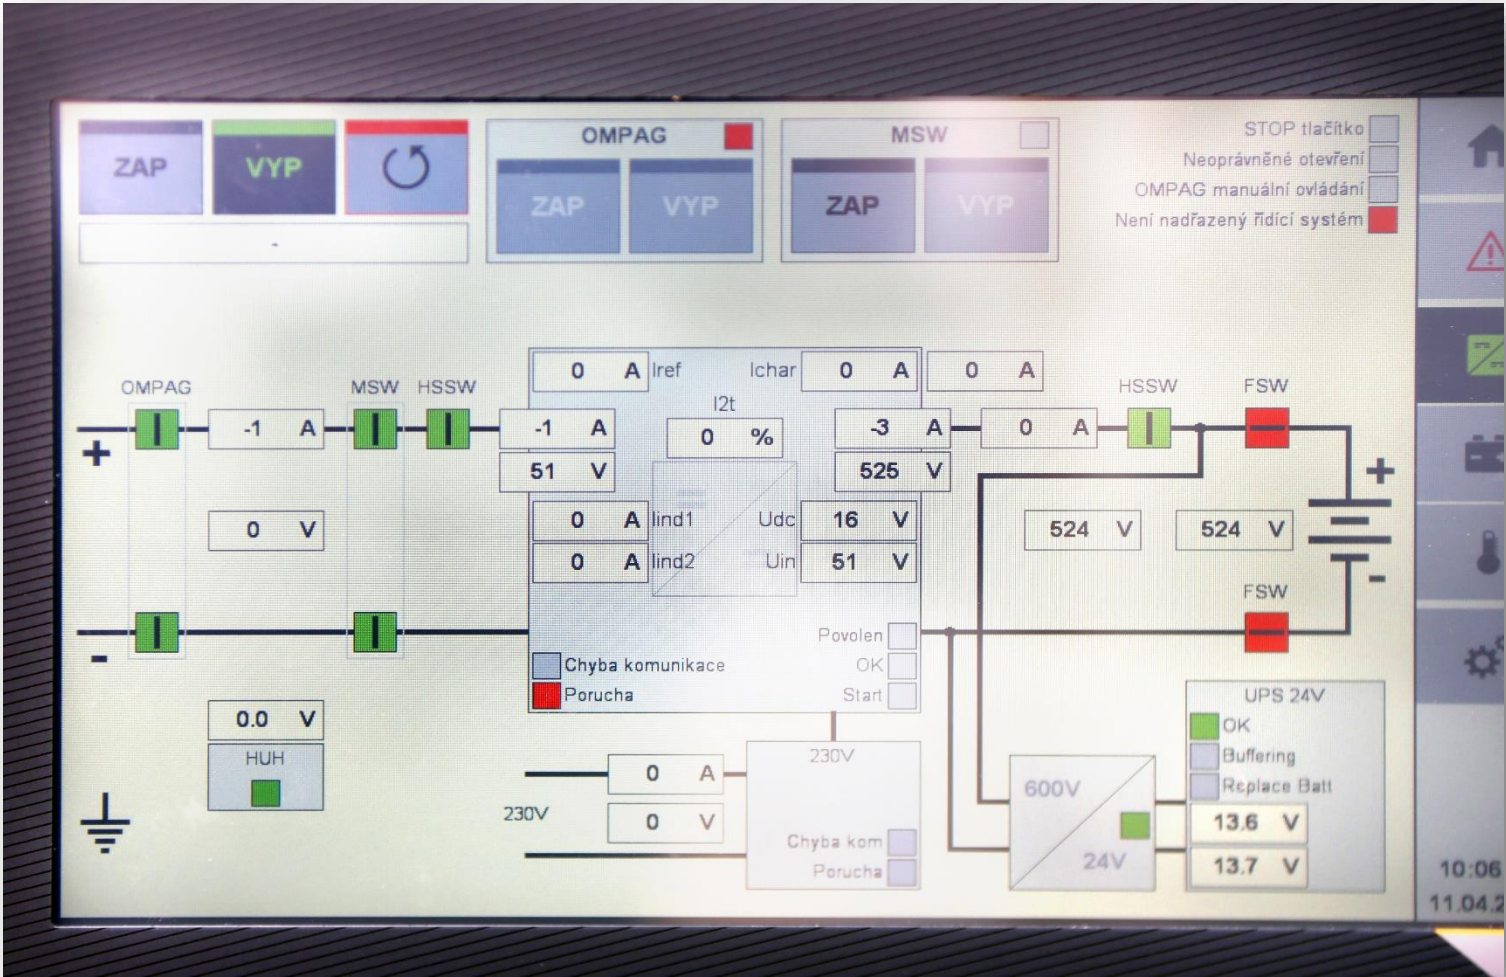 ZAP VYP
-
OMPAG
ZAP VYP
MSW
ZAP VYP
STOP tlačítko
Neoprávněné otevření
OMPAG manuální ovládání
Není nadřazený řídící systém
0 A Iref
Ichar 0 A
0 A
OMPAG
MSW
HSSW
I2t
0 %
HSSW
FSW
+
-1 A
-1 A
-3 A
0 A
51 V
525 V
+
0 V
0 A Iind1
Udc 16 V
524 V
524 V
0 A Iind2
Uin 51 V
-
FSW
-
Povolen
Chyba komunikace
OK
Porucha
Start
0.0 V
HUH
230V
0 A
0 V
230V
Chyba kom
Porucha
600V
24V
UPS 24V
OK
Buffering
Replace Batt
13.6 V
13.7 V
10:06
11.04.2